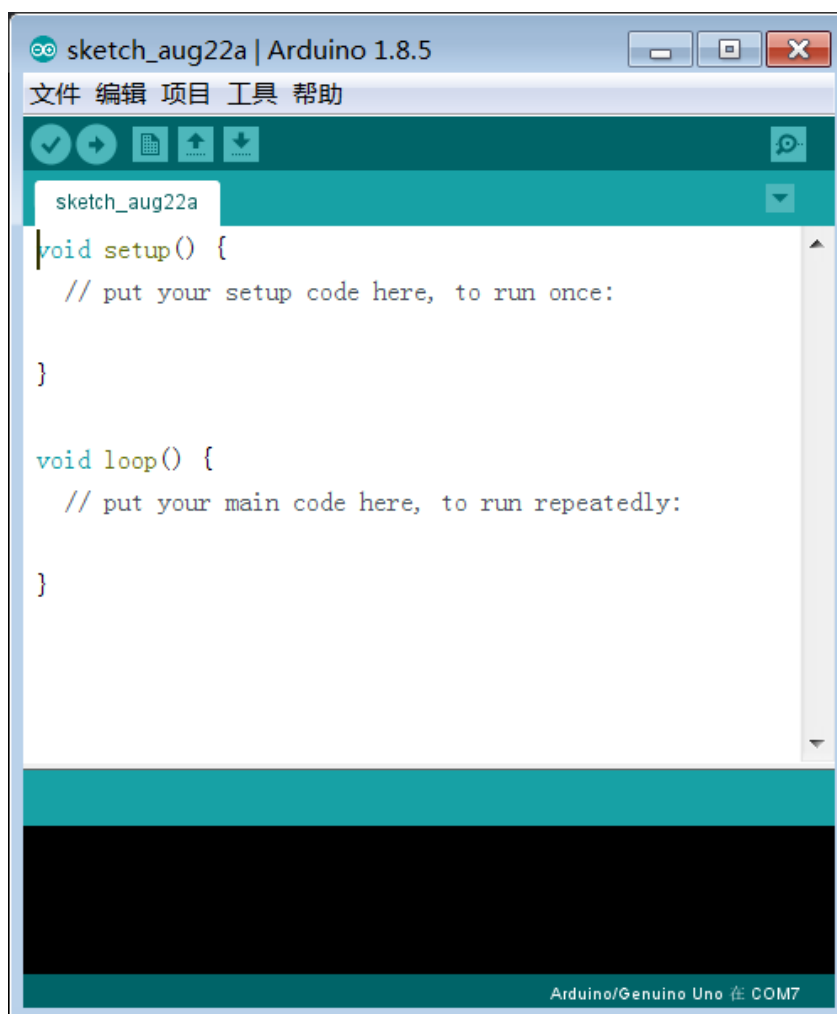 sketch_aug22a | Arduino 1.8.5
文件 编辑 项目 工具 帮助
sketch_aug22a
void setup() {
  // put your setup code here, to run once:
}
void loop() {
  // put your main code here, to run repeatedly:
}
Arduino/Genuino Uno 在 COM7